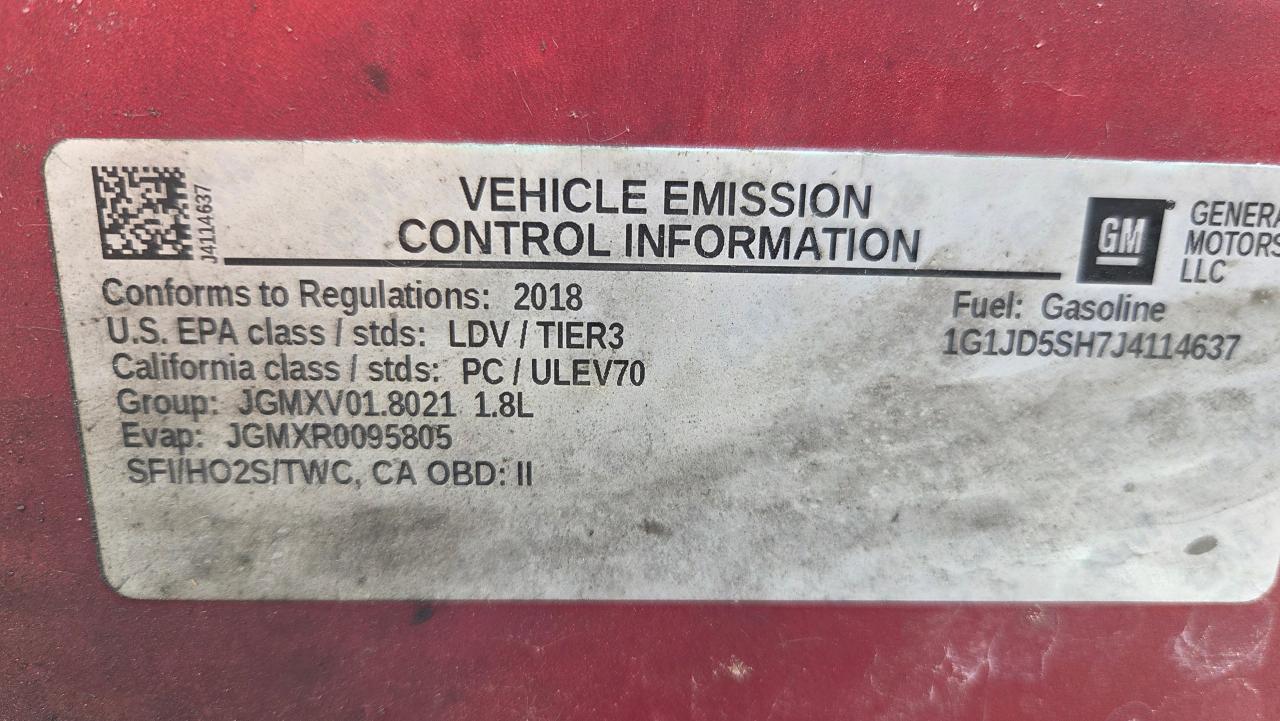 J4114637
VEHICLE EMISSION
CONTROL INFORMATION
GM
GENERA
MOTORS
LLC
Conforms to Regulations: 2018
U.S. EPA class / stds: LDV / TIER3
California class / stds: PC / ULEV70
Group: JGMXV01.8021 1.8L
Evap: JGMXR0095805
SFI/HO2S/TWC, CA OBD: II
Fuel: Gasoline
1G1JD5SH7J4114637